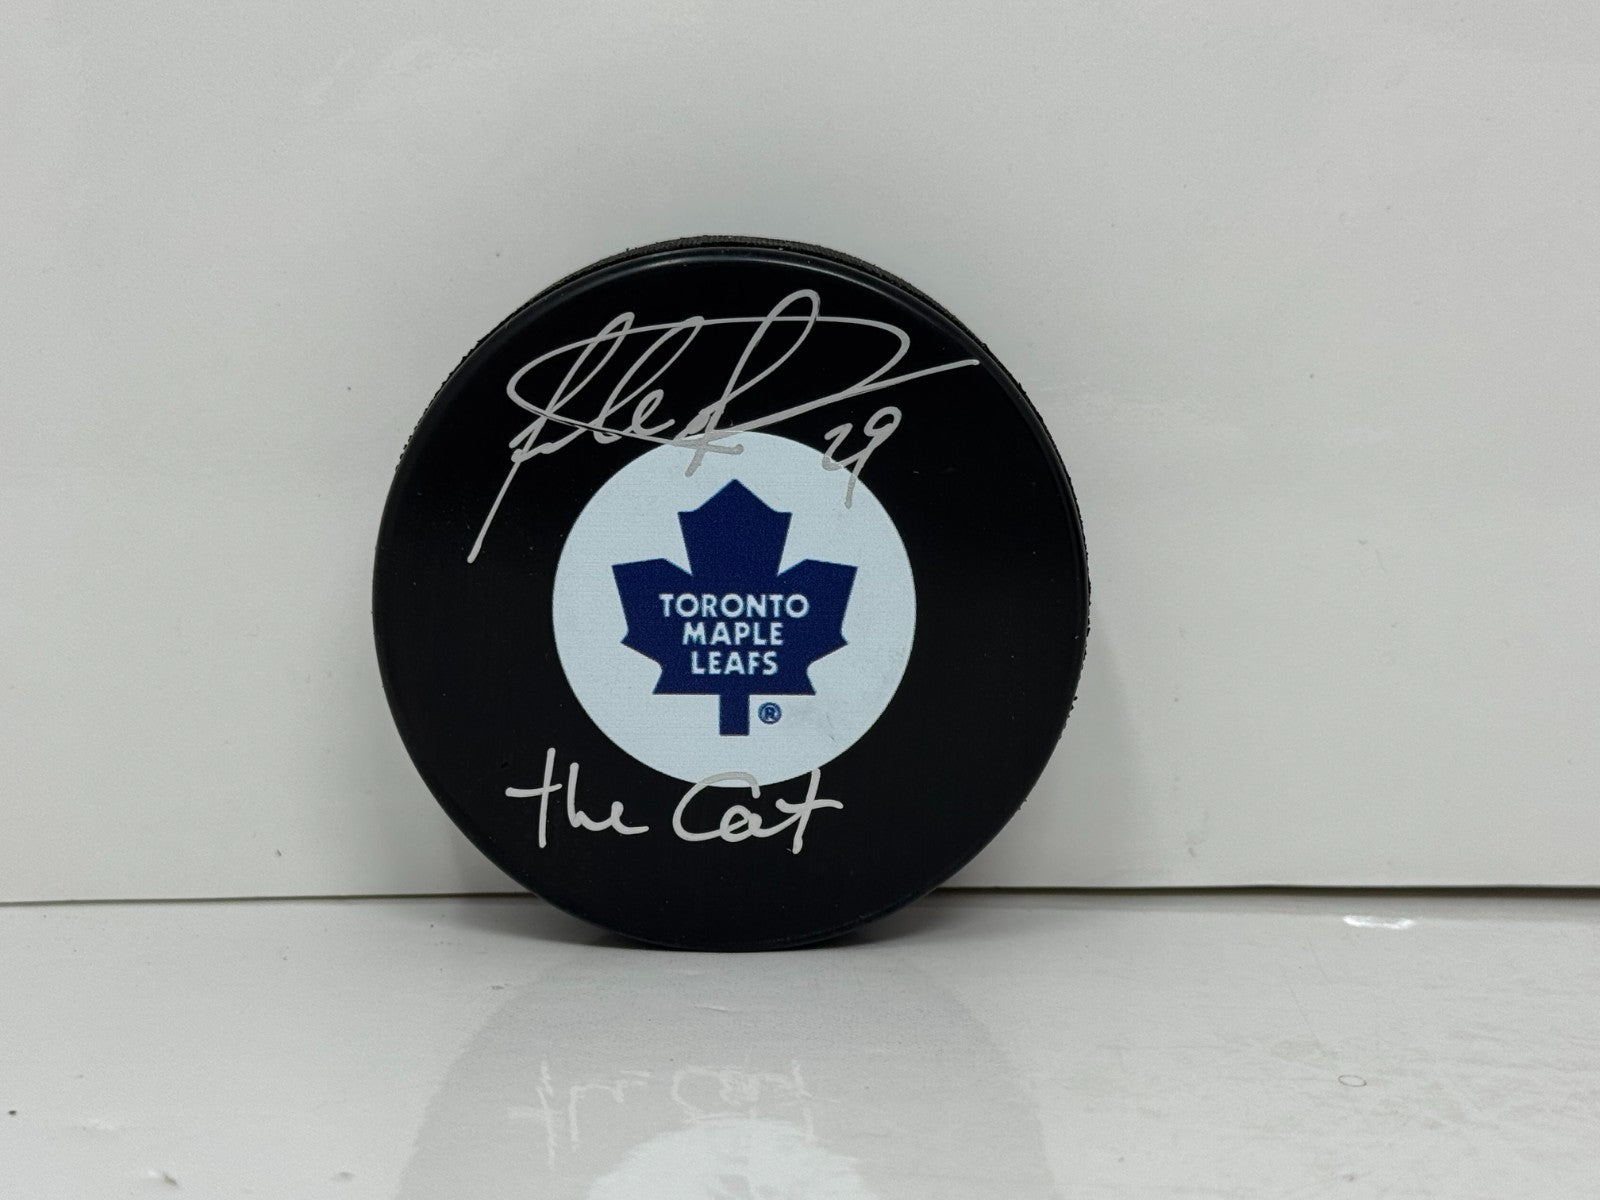 29
TORONTO
MAPLE
LEAFS
®
the Cat